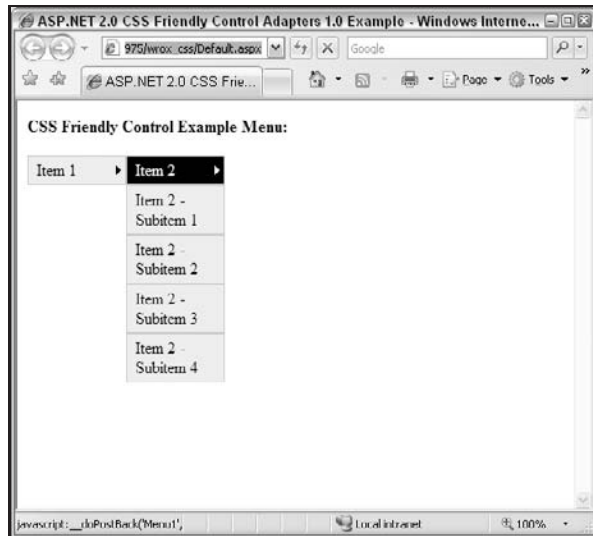 ASP.NET 2.0 CSS Friendly Control Adapters 1.0 Example - Windows Interne...
975/wrox_css/Default.aspx
Google
ASP.NET 2.0 CSS Frie...
Page
Tools
»
CSS Friendly Control Example Menu:
Item 1
Item 2
Item 2 -
Subitem 1
Item 2 -
Subitem 2
Item 2 -
Subitem 3
Item 2 -
Subitem 4
javascript:__doPostBack('Menu1',
Local intranet
100%